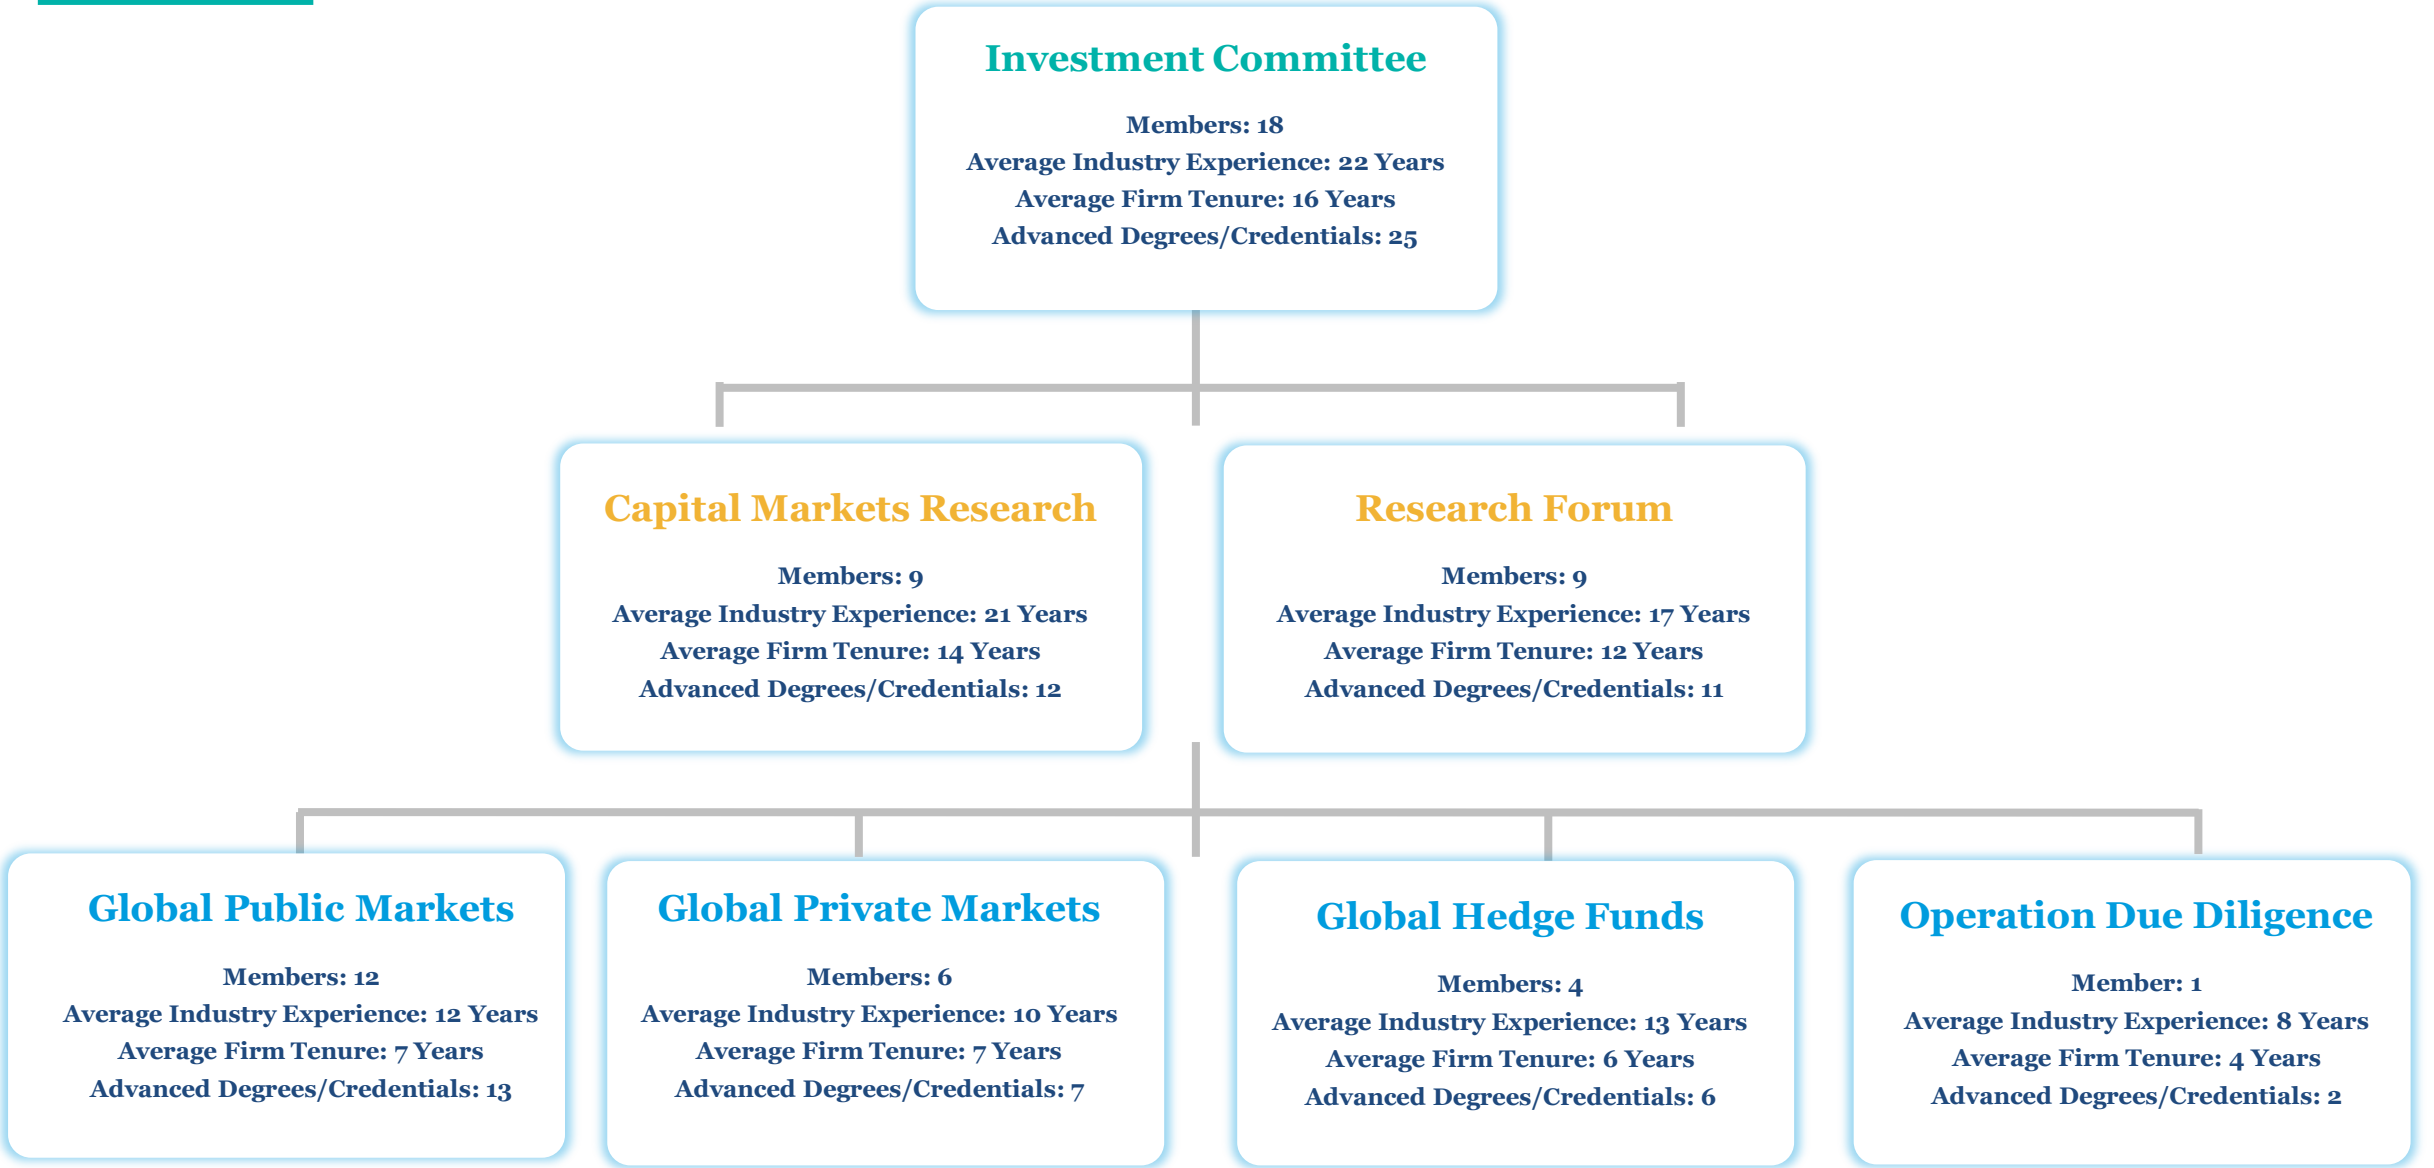 Investment Committee
Members: 18
Average Industry Experience: 22 Years
Average Firm Tenure: 16 Years
Advanced Degrees/Credentials: 25
Capital Markets Research
Members: 9
Average Industry Experience: 21 Years
Average Firm Tenure: 14 Years
Advanced Degrees/Credentials: 12
Research Forum
Members: 9
Average Industry Experience: 17 Years
Average Firm Tenure: 12 Years
Advanced Degrees/Credentials: 11
Global Public Markets
Members: 12
Average Industry Experience: 12 Years
Average Firm Tenure: 7 Years
Advanced Degrees/Credentials: 13
Global Private Markets
Members: 6
Average Industry Experience: 10 Years
Average Firm Tenure: 7 Years
Advanced Degrees/Credentials: 7
Global Hedge Funds
Members: 4
Average Industry Experience: 13 Years
Average Firm Tenure: 6 Years
Advanced Degrees/Credentials: 6
Operation Due Diligence
Member: 1
Average Industry Experience: 8 Years
Average Firm Tenure: 4 Years
Advanced Degrees/Credentials: 2